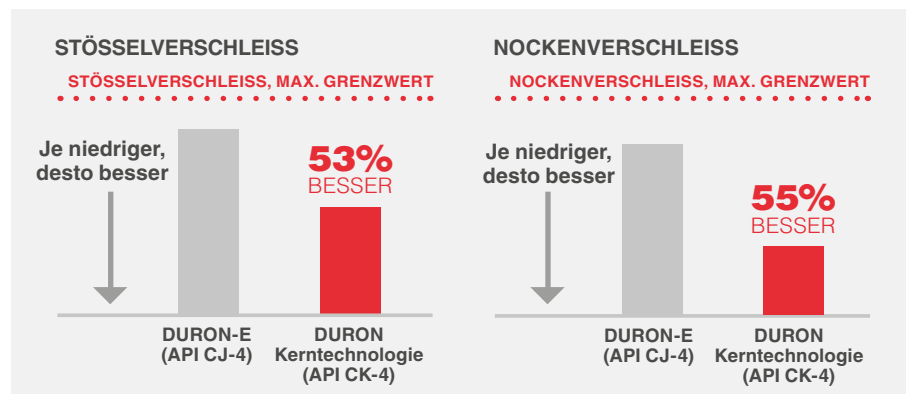 STÖSSELVERSCHLEISS
STÖSSELVERSCHLEISS, MAX. GRENZWERT
Je niedriger,
desto besser
53%
BESSER
DURON-E
(API CJ-4)
DURON
Kerntechnologie
(API CK-4)
NOCKENVERSCHLEISS
NOCKENVERSCHLEISS, MAX. GRENZWERT
Je niedriger,
desto besser
55%
BESSER
DURON-E
(API CJ-4)
DURON
Kerntechnologie
(API CK-4)